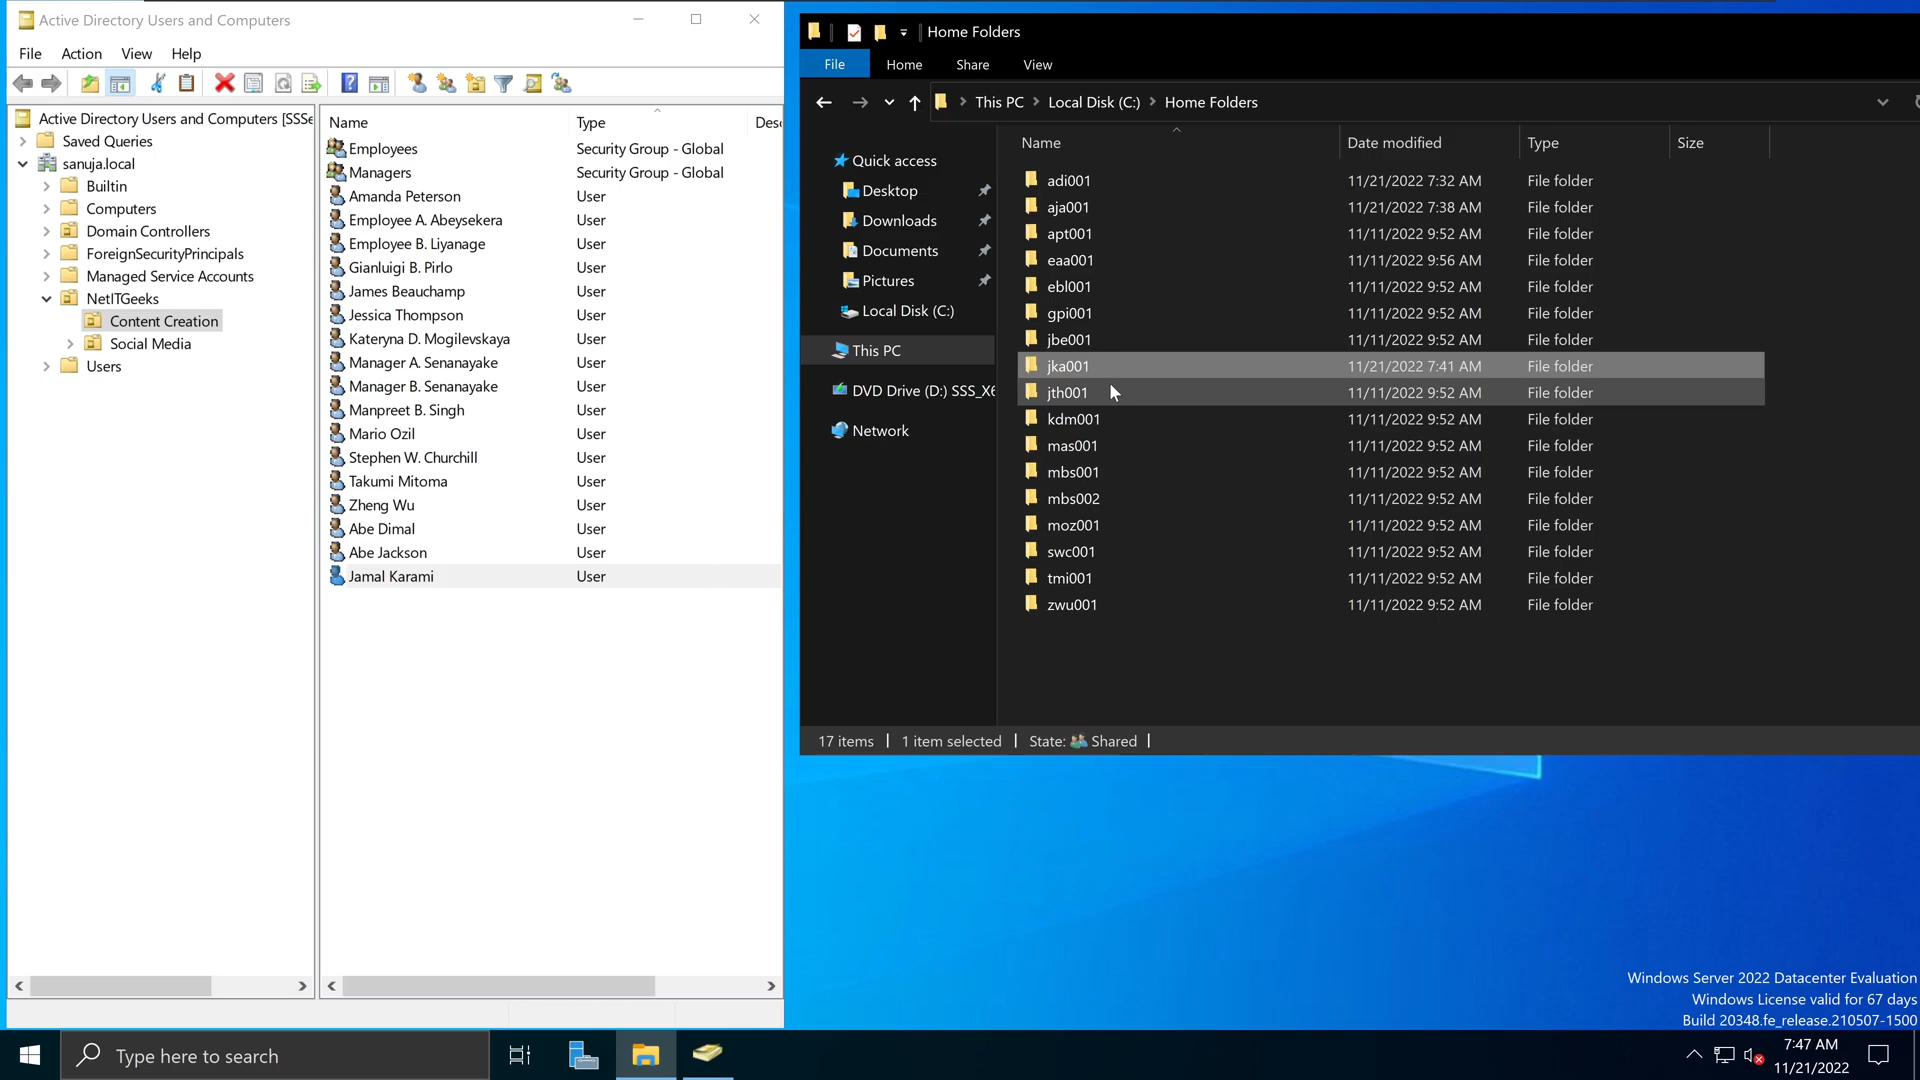 Active Directory Users and Computers
File Action View Help
Active Directory Users and Computers [SSSe
Saved Queries
sanuja.local
Builtin
Computers
Domain Controllers
ForeignSecurityPrincipals
Managed Service Accounts
NetITGeeks
Content Creation
Social Media
Users
Name Type Desc
Employees Security Group - Global
Managers Security Group - Global
Amanda Peterson User
Employee A. Abeysekera User
Employee B. Liyanage User
Gianluigi B. Pirlo User
James Beauchamp User
Jessica Thompson User
Kateryna D. Mogilevskaya User
Manager A. Senanayake User
Manager B. Senanayake User
Manpreet B. Singh User
Mario Ozil User
Stephen W. Churchill User
Takumi Mitoma User
Zheng Wu User
Abe Dimal User
Abe Jackson User
Jamal Karami User
Home Folders
File Home Share View
This PC Local Disk (C:) Home Folders
Quick access
Desktop
Downloads
Documents
Pictures
Local Disk (C:)
This PC
DVD Drive (D:) SSS_X6
Network
Name Date modified Type Size
adi001 11/21/2022 7:32 AM File folder
aja001 11/21/2022 7:38 AM File folder
apt001 11/11/2022 9:52 AM File folder
eaa001 11/11/2022 9:56 AM File folder
ebl001 11/11/2022 9:52 AM File folder
gpi001 11/11/2022 9:52 AM File folder
jbe001 11/11/2022 9:52 AM File folder
jka001 11/21/2022 7:41 AM File folder
jth001 11/11/2022 9:52 AM File folder
kdm001 11/11/2022 9:52 AM File folder
mas001 11/11/2022 9:52 AM File folder
mbs001 11/11/2022 9:52 AM File folder
mbs002 11/11/2022 9:52 AM File folder
moz001 11/11/2022 9:52 AM File folder
swc001 11/11/2022 9:52 AM File folder
tmi001 11/11/2022 9:52 AM File folder
zwu001 11/11/2022 9:52 AM File folder
17 items 1 item selected State: Shared
Windows Server 2022 Datacenter Evaluation
Windows License valid for 67 days
Build 20348.fe_release.210507-1500
Type here to search
7:47 AM
11/21/2022